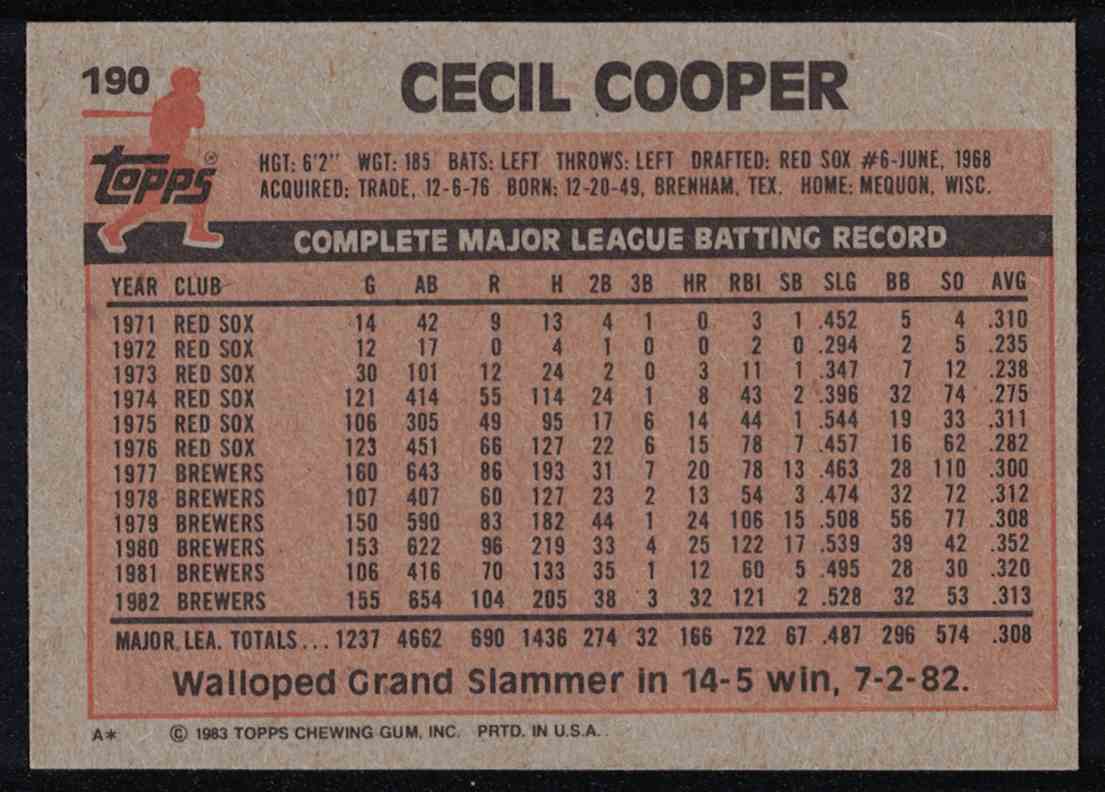 190
CECIL COOPER
topps®
HGT: 6'2" WGT: 185 BATS: LEFT THROWS: LEFT DRAFTED: RED SOX #6-JUNE, 1968
ACQUIRED: TRADE, 12-6-76 BORN: 12-20-49, BRENHAM, TEX. HOME: MEQUON, WISC.
COMPLETE MAJOR LEAGUE BATTING RECORD
YEAR CLUB G AB R H 2B 3B HR RBI SB SLG BB SO AVG
1971 RED SOX 14 42 9 13 4 1 0 3 1 .452 5 4 .310
1972 RED SOX 12 17 0 4 1 0 0 2 0 .294 2 5 .235
1973 RED SOX 30 101 12 24 2 0 3 11 1 .347 7 12 .238
1974 RED SOX 121 414 55 114 24 1 8 43 2 .396 32 74 .275
1975 RED SOX 106 305 49 95 17 6 14 44 1 .544 19 33 .311
1976 RED SOX 123 451 66 127 22 6 15 78 7 .457 16 62 .282
1977 BREWERS 160 643 86 193 31 7 20 78 13 .463 28 110 .300
1978 BREWERS 107 407 60 127 23 2 13 54 3 .474 32 72 .312
1979 BREWERS 150 590 83 182 44 1 24 106 15 .508 56 77 .308
1980 BREWERS 153 622 96 219 33 4 25 122 17 .539 39 42 .352
1981 BREWERS 106 416 70 133 35 1 12 60 5 .495 28 30 .320
1982 BREWERS 155 654 104 205 38 3 32 121 2 .528 32 53 .313
MAJOR LEA. TOTALS... 1237 4662 690 1436 274 32 166 722 67 .487 296 574 .308
Walloped Grand Slammer in 14-5 win, 7-2-82.
A* © 1983 TOPPS CHEWING GUM, INC. PRTD. IN U.S.A.